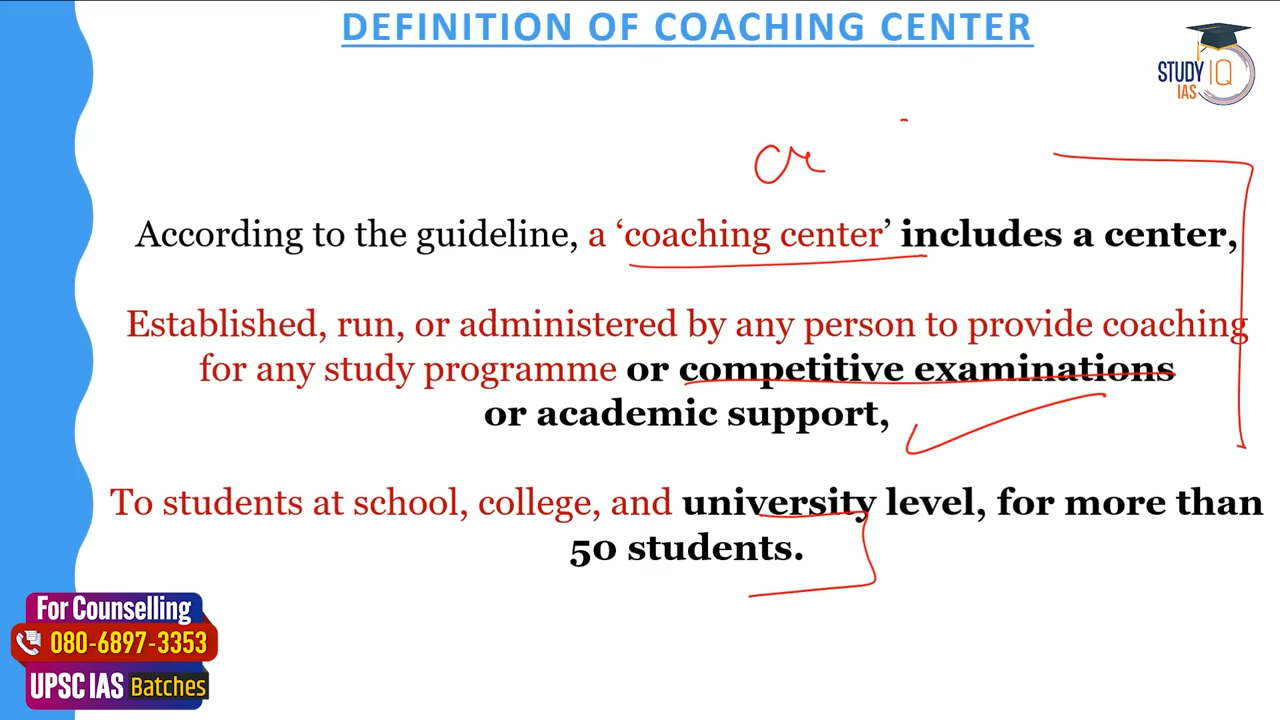 DEFINITION OF COACHING CENTER
STUDY IQ
IAS
According to the guideline, a ‘coaching center’ includes a center,
Established, run, or administered by any person to provide coaching
for any study programme or competitive examinations
or academic support,
To students at school, college, and university level, for more than
50 students.
For Counselling
080-6897-3353
UPSC IAS Batches